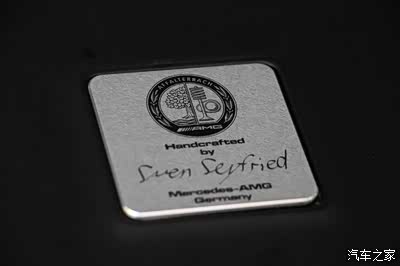 AFFALTERBACH
AMG
Handcrafted
by
Sven Seyfried
Mercedes-AMG
Germany
汽车之家